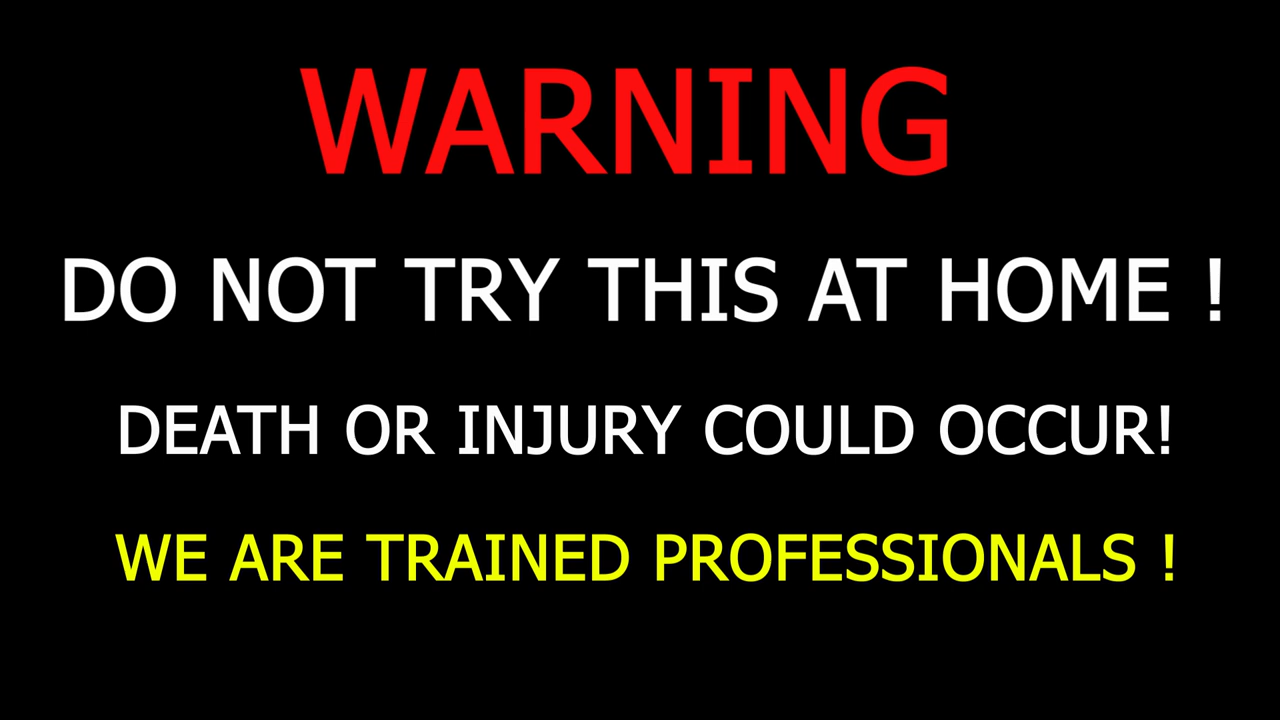 WARNING
DO NOT TRY THIS AT HOME !
DEATH OR INJURY COULD OCCUR!
WE ARE TRAINED PROFESSIONALS !